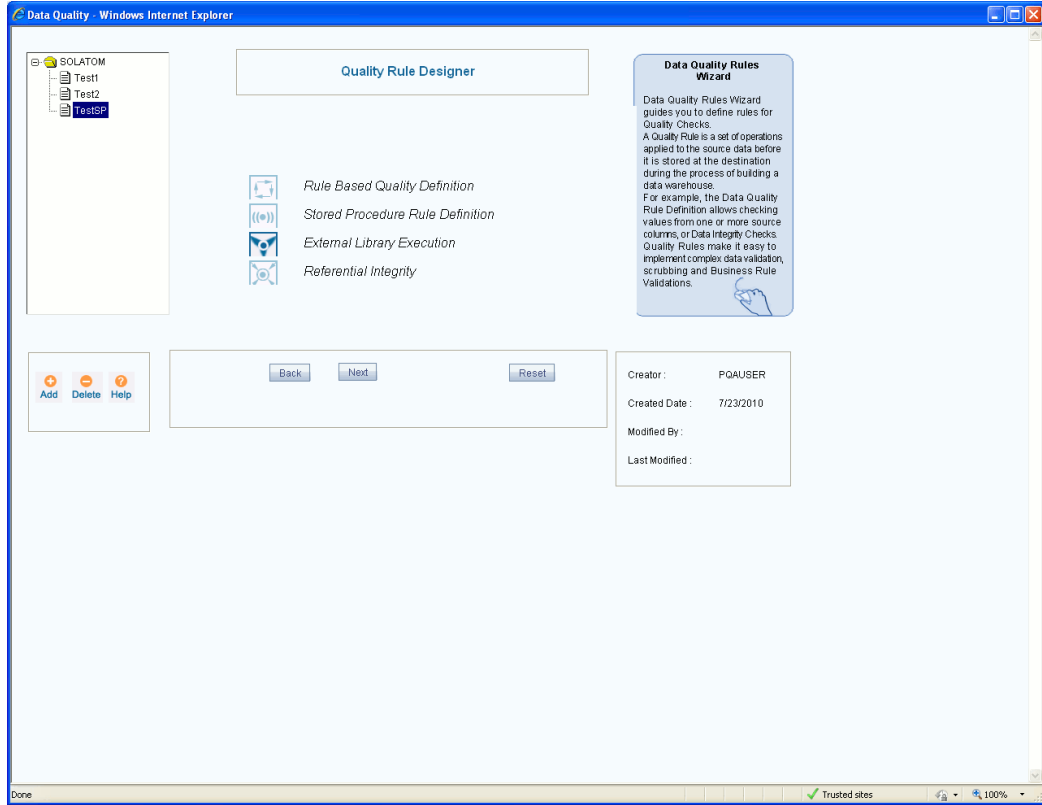 Data Quality - Windows Internet Explorer
SOLATOM
Test1
Test2
TestSP
Quality Rule Designer
Rule Based Quality Definition
Stored Procedure Rule Definition
External Library Execution
Referential Integrity
Data Quality Rules
Wizard
Data Quality Rules Wizard
guides you to define rules for
Quality Checks.
A Quality Rule is a set of operations
applied to the source data before
it is stored at the destination
during the process of building a
data warehouse.
For example, the Data Quality
Rule Definition allows checking
values from one or more source
columns, or Data Integrity Checks.
Quality Rules make it easy to
implement complex data validation,
scrubbing and Business Rule
Validations.
Add Delete Help
Back Next Reset
Creator : PQAUSER
Created Date : 7/23/2010
Modified By :
Last Modified :
Done Trusted sites 100%